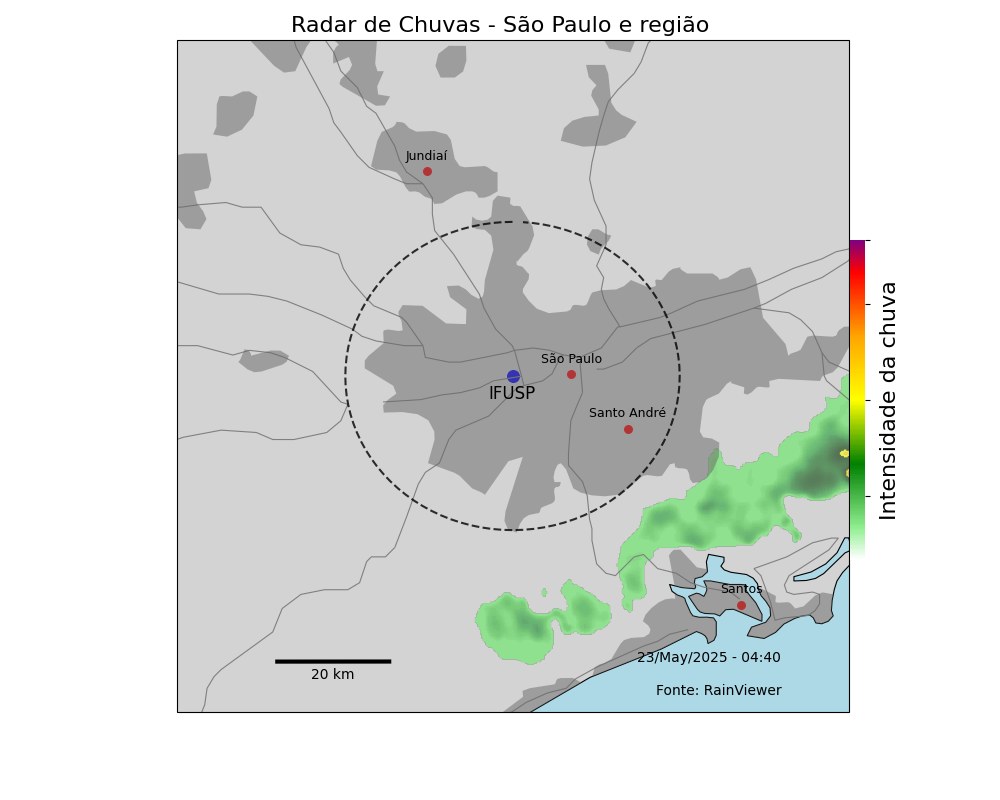 Radar de Chuvas - São Paulo e região
Jundiaí
São Paulo
IFUSP
Santo André
Intensidade da chuva
Santos
23/May/2025 - 04:40
20 km
Fonte: RainViewer